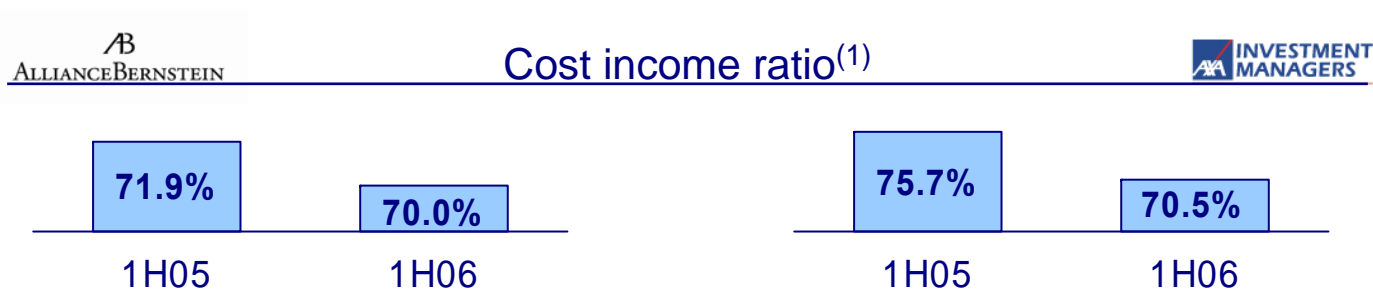 AB
ALLIANCEBERNSTEIN
Cost income ratio(1)
AXA INVESTMENT
MANAGERS
71.9%
70.0%
75.7%
70.5%
1H05
1H06
1H05
1H06